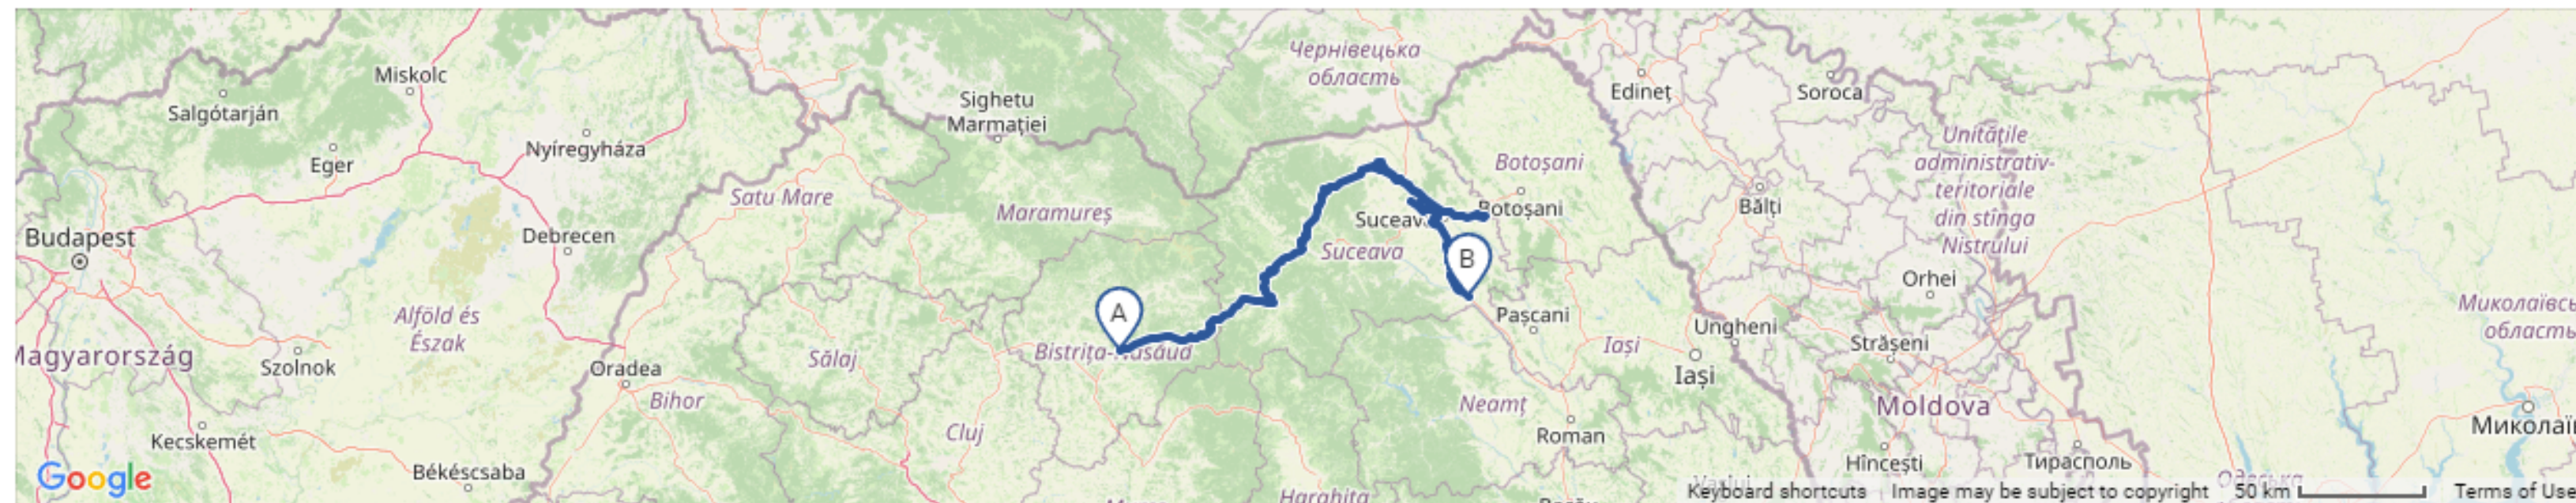 Чернівецька
область
Miskolc
Salgótarján
Sighetu
Marmației
Edineț
Soroca
Eger
Nyíregyháza
Unitățile
administrativ-
teritoriale
din stînga
Nistrului
Botoșani
Satu Mare
Maramureș
Bălți
Botoșani
Suceava
Budapest
Debrecen
Suceava
B
Orhei
A
Alföld és
Észak
Миколаївсь
область
Pașcani
Ungheni
Strășeni
Magyarország
Szolnok
Oradea
Sălaj
Bistrița-Năsăud
Iași
Iași
Bihor
Neamț
Moldova
Kecskemét
Cluj
Roman
Миколаї
Békéscsaba
Hîncești
Тирасполь
Google
Harghita
Keyboard shortcuts
Image may be subject to copyright
50 km
Terms of Use